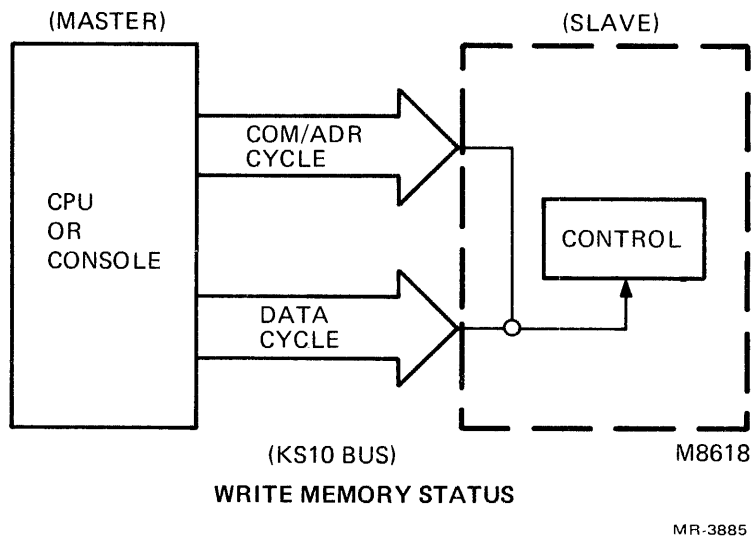 (MASTER)
(SLAVE)
COM/ADR
CYCLE
CPU
OR
CONSOLE
CONTROL
DATA
CYCLE
(KS10 BUS)
M8618
WRITE MEMORY STATUS
MR-3885